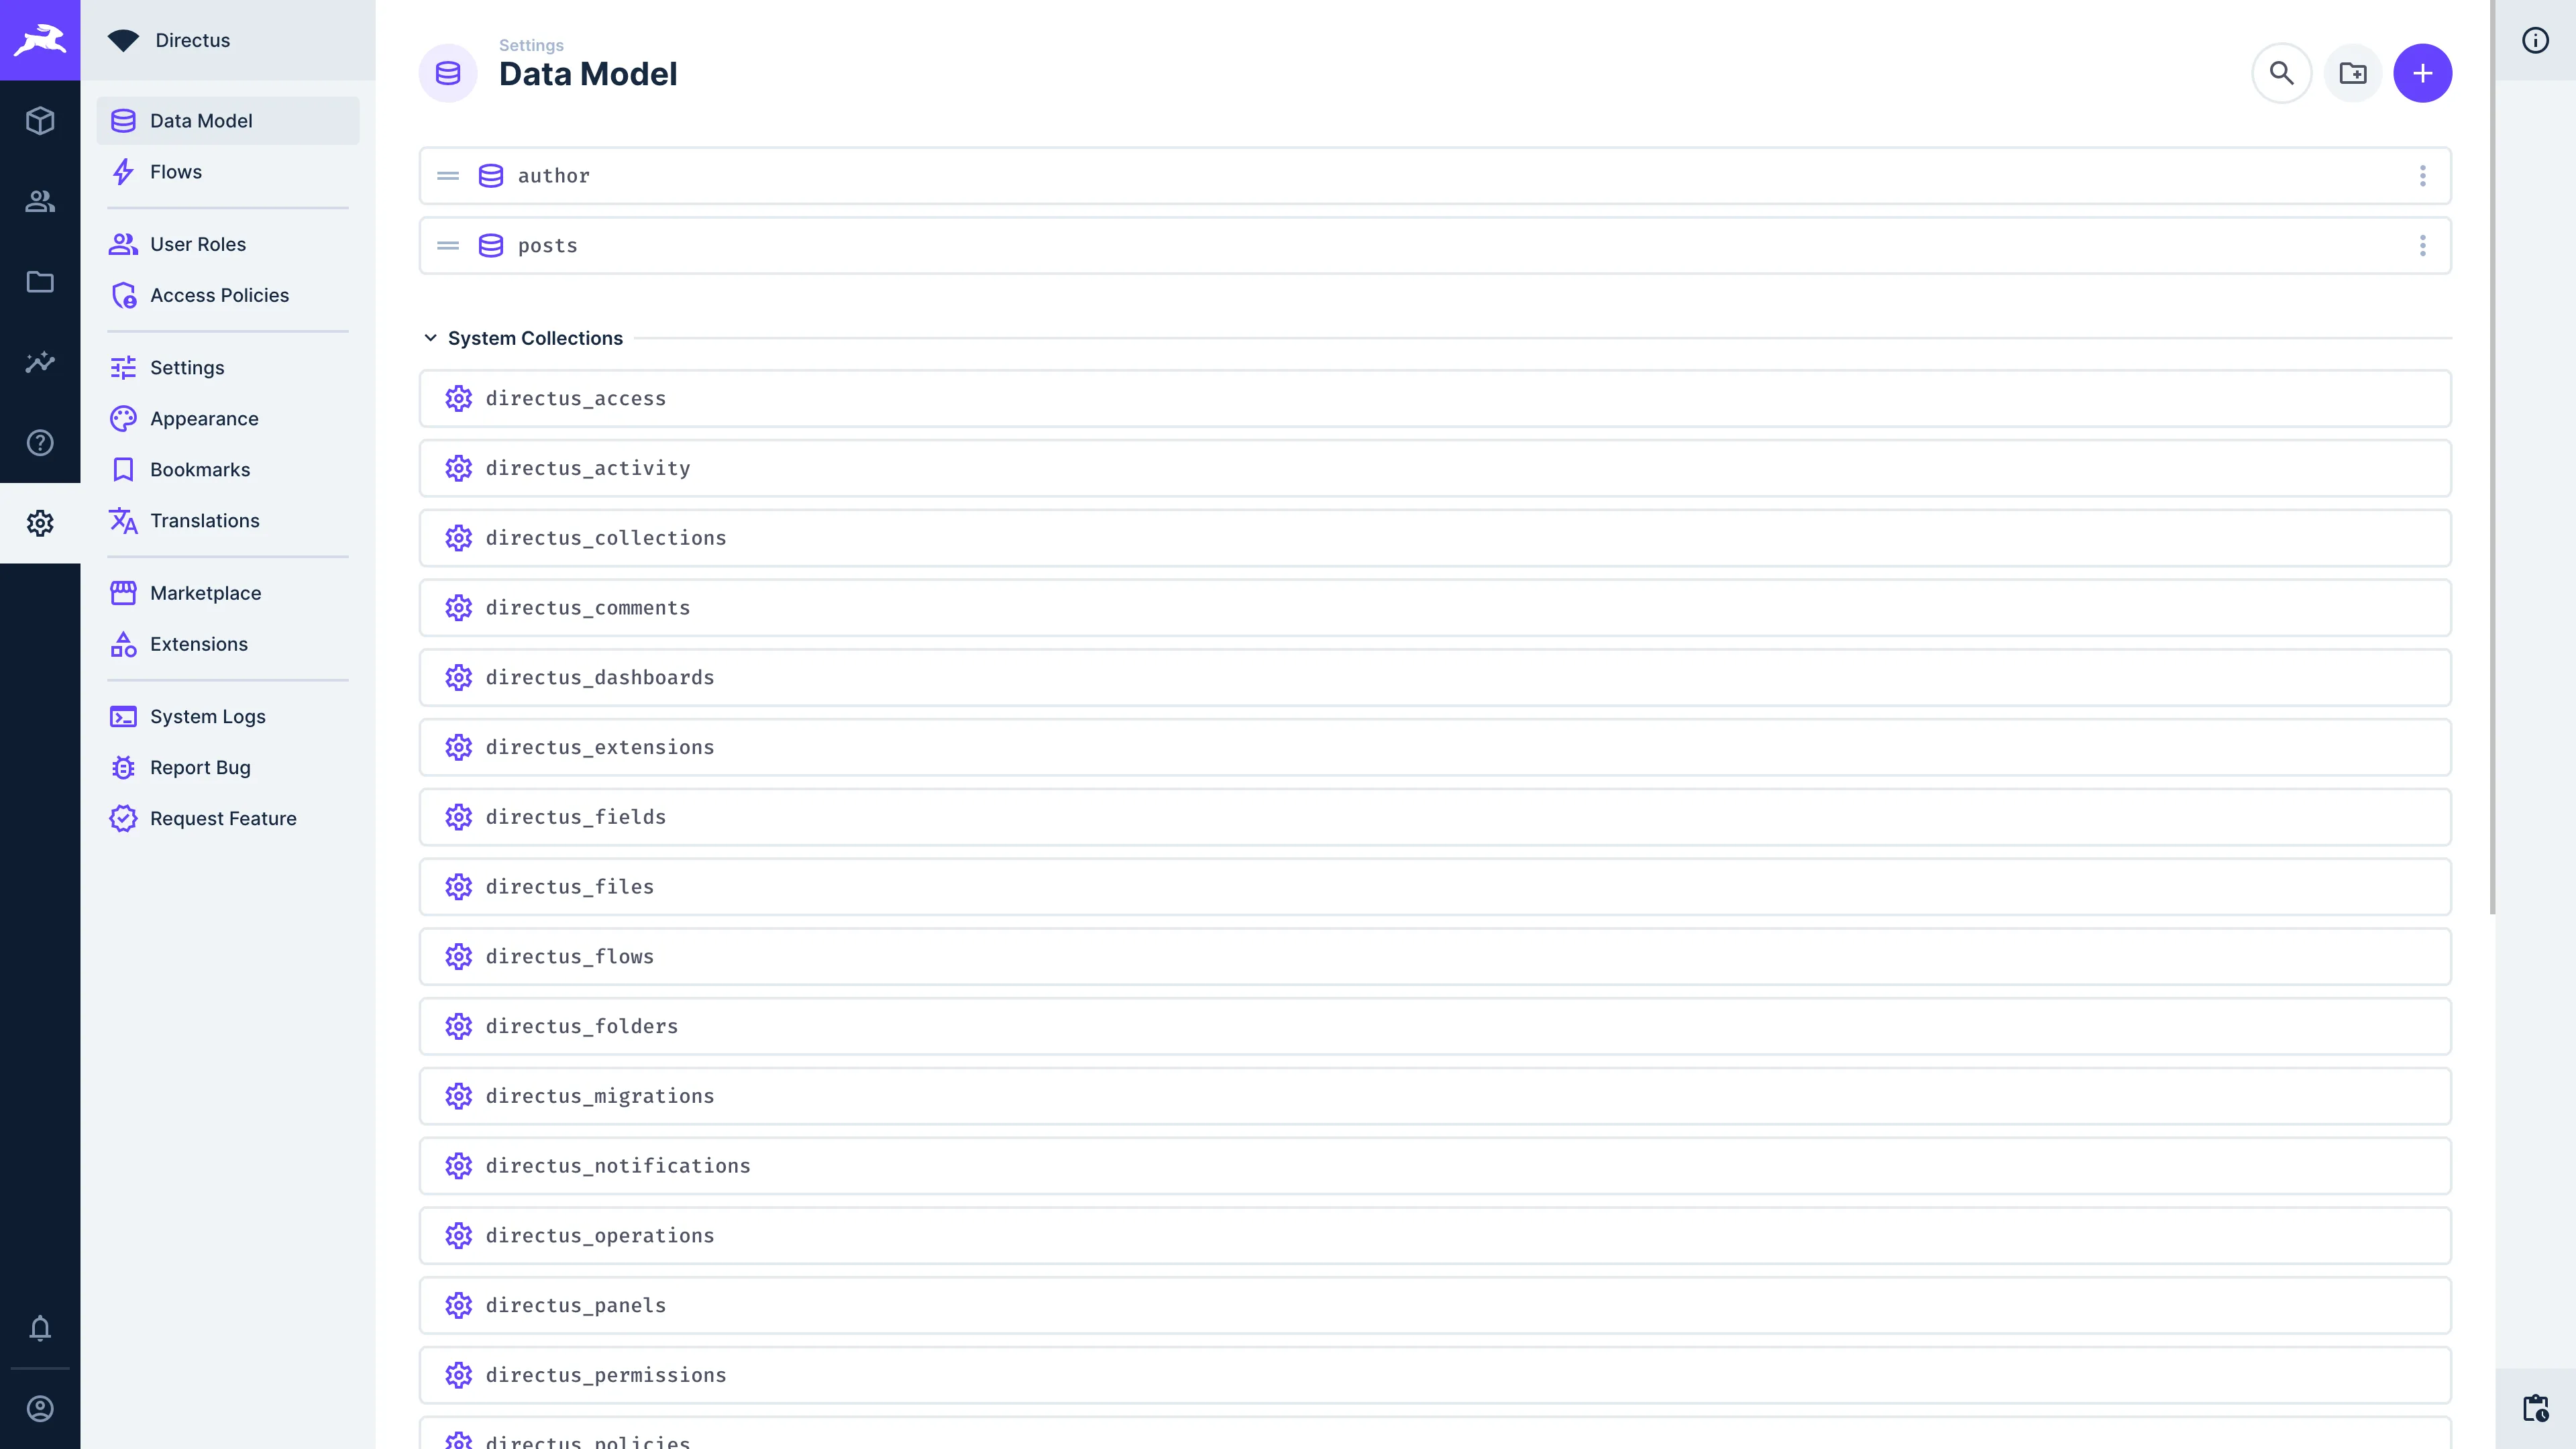 Directus
Data Model
Flows
User Roles
Access Policies
Settings
Appearance
Bookmarks
Translations
Marketplace
Extensions
System Logs
Report Bug
Request Feature
Settings
Data Model
author
posts
System Collections
directus_access
directus_activity
directus_collections
directus_comments
directus_dashboards
directus_extensions
directus_fields
directus_files
directus_flows
directus_folders
directus_migrations
directus_notifications
directus_operations
directus_panels
directus_permissions
directus_policies